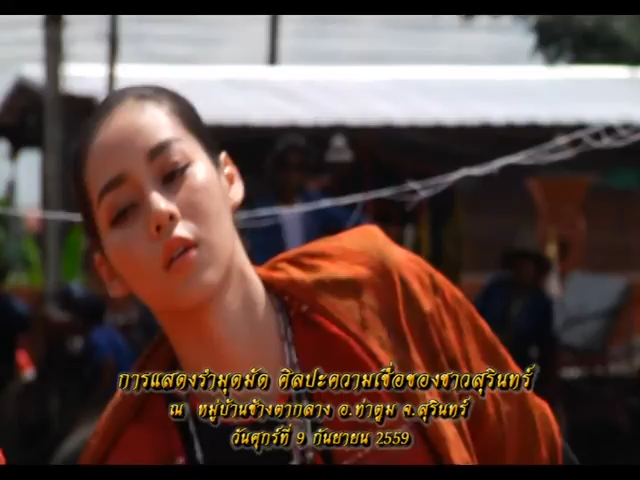 การแสดงรำมุดมัด ศิลปะความเชื่อของชาวสุรินทร์
ณ หมู่บ้านช้างตากลาง อ.ท่าตูม จ.สุรินทร์
วันศุกร์ที่ 9 กันยายน 2559